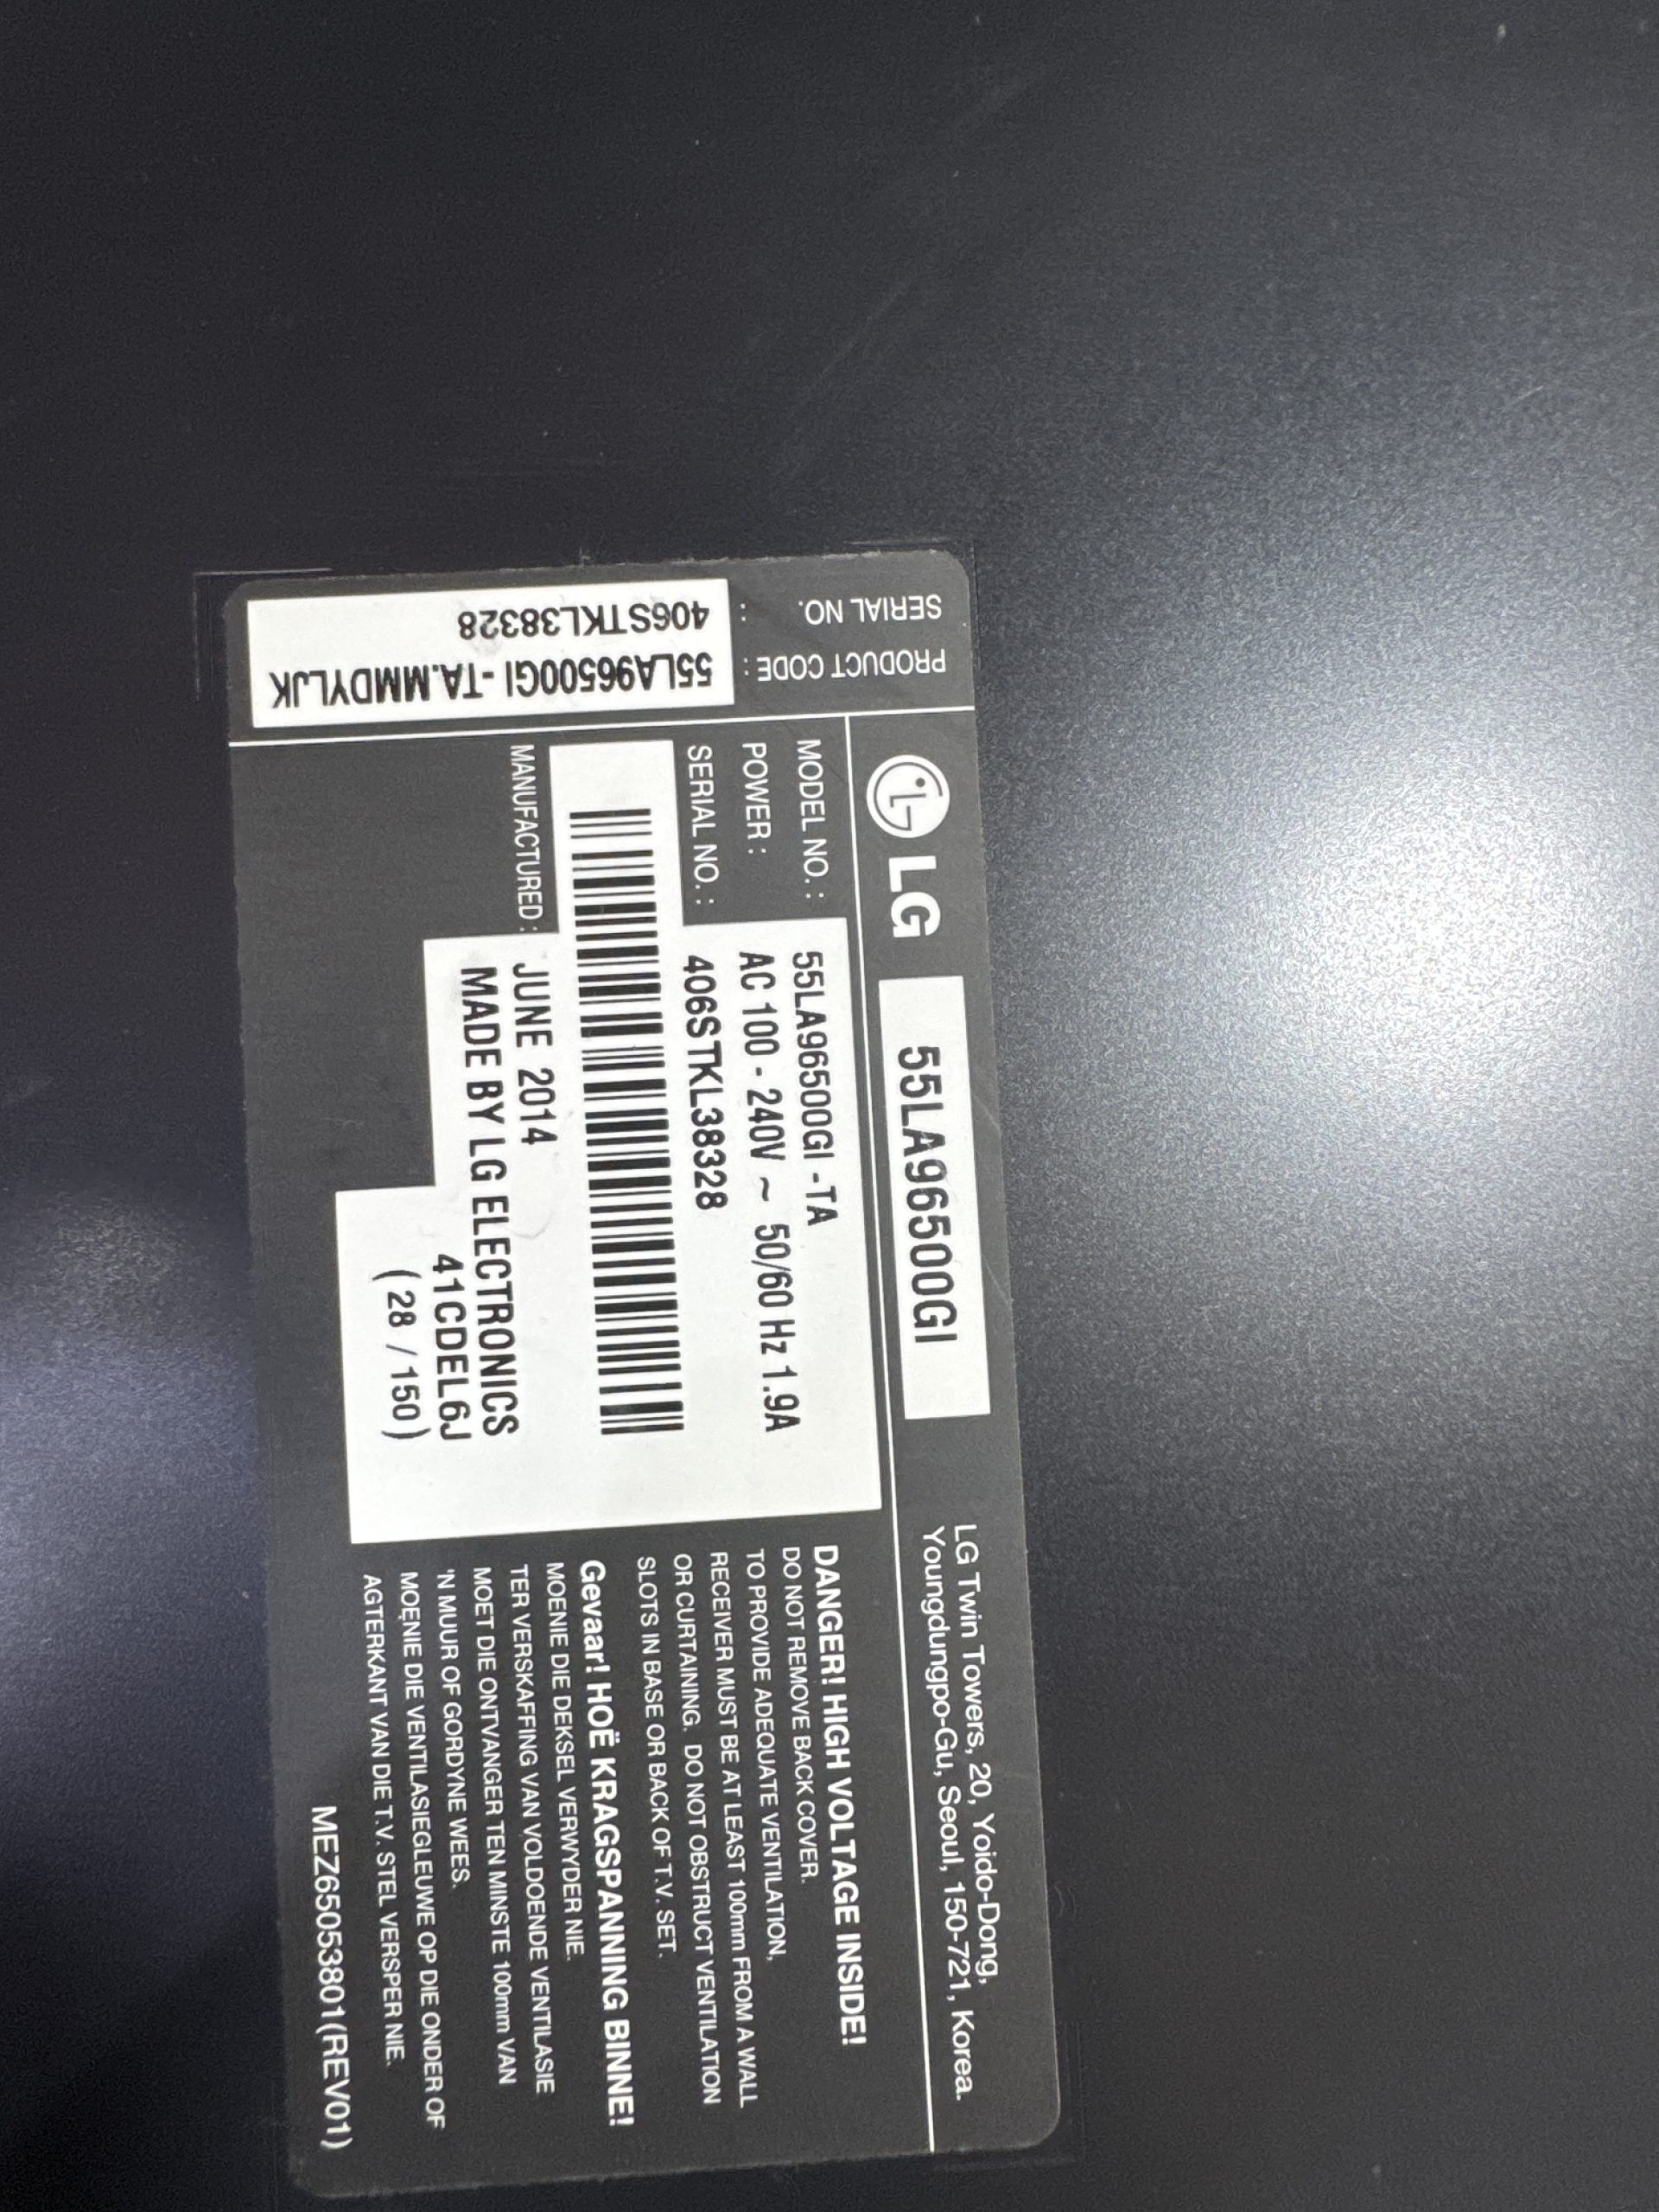 LG 55LA96500GI
LG Twin Towers, 20, Yoido-Dong,
Youngdungpo-Gu, Seoul, 150-721, Korea.
MODEL NO. : 55LA96500GI -TA
POWER : AC 100 - 240V ~ 50/60 Hz 1.9A
SERIAL NO. : 406STKL38328
MANUFACTURED : JUNE 2014
MADE BY LG ELECTRONICS
41CDEL6J
( 28 / 150 )
DANGER! HIGH VOLTAGE INSIDE!
DO NOT REMOVE BACK COVER.
TO PROVIDE ADEQUATE VENTILATION,
RECEIVER MUST BE AT LEAST 100mm FROM A WALL
OR CURTAINING. DO NOT OBSTRUCT VENTILATION
SLOTS IN BASE OR BACK OF T.V. SET.
Gevaar! HOË KRAGSPANNING BINNE!
MOENIE DIE DEKSEL VERWYDER NIE.
TER VERSKAFFING VAN VOLDOENDE VENTILASIE
MOET DIE ONTVANGER TEN MINSTE 100mm VAN
'N MUUR OF GORDYNE WEES.
MOENIE DIE VENTILASIEGLEUWE OP DIE ONDER OF
AGTERKANT VAN DIE T.V. STEL VERSPER NIE.
MEZ65053801(REV01)
PRODUCT CODE : 55LA96500GI -TA.MMDYLJK
SERIAL NO. : 406STKL38328